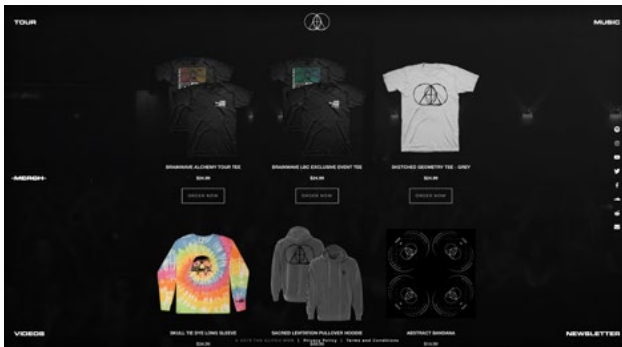 TOUR
MUSIC
BRAINWAVE ALCHEMY TOUR TEE
BRAINWAVE LBC EXCLUSIVE EVENT TEE
SKETCHED GEOMETRY TEE - GREY
$24.99
$24.99
$24.99
MERCH
ORDER NOW
ORDER NOW
ORDER NOW
SKULL TIE DYE LONG SLEEVE
SACRED LEVITATION PULLOVER HOODIE
ABSTRACT BANDANA
VIDEOS
NEWSLETTER
| Privacy Policy | Terms and Conditions